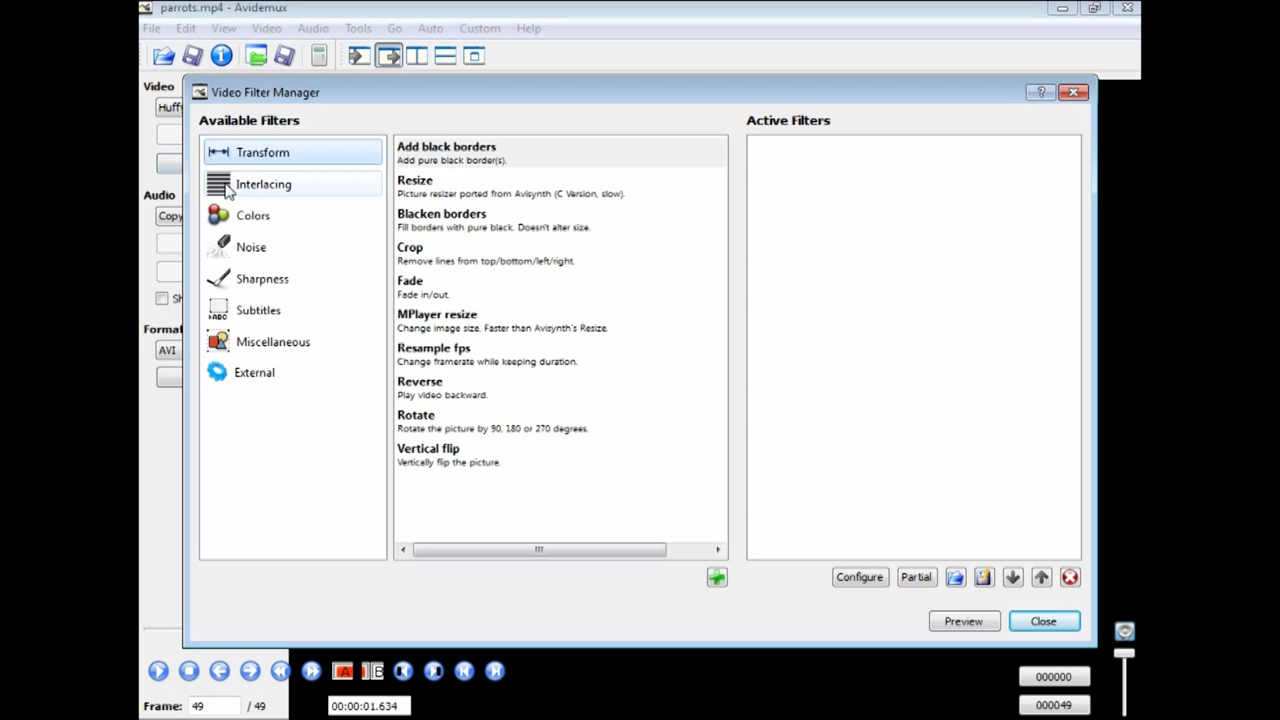 parrots.mp4 - Avidemux
File Edit View Video Audio Tools Go Auto Custom Help
Video
Huffy
Audio
Copy
Format
AVI
Video Filter Manager
Available Filters
Transform
Interlacing
Colors
Noise
Sharpness
Subtitles
Miscellaneous
External
Add black borders
Add pure black border(s).
Resize
Picture resizer ported from Avisynth (C Version, slow).
Blacken borders
Fill borders with pure black. Doesn't alter size.
Crop
Remove lines from top/bottom/left/right.
Fade
Fade in/out.
MPlayer resize
Change image size. Faster than Avisynth's Resize.
Resample fps
Change framerate while keeping duration.
Reverse
Play video backward.
Rotate
Rotate the picture by 90, 180 or 270 degrees.
Vertical flip
Vertically flip the picture.
Active Filters
Configure Partial
Preview Close
A B
Frame: 49 / 49 00:00:01.634
000000
000049